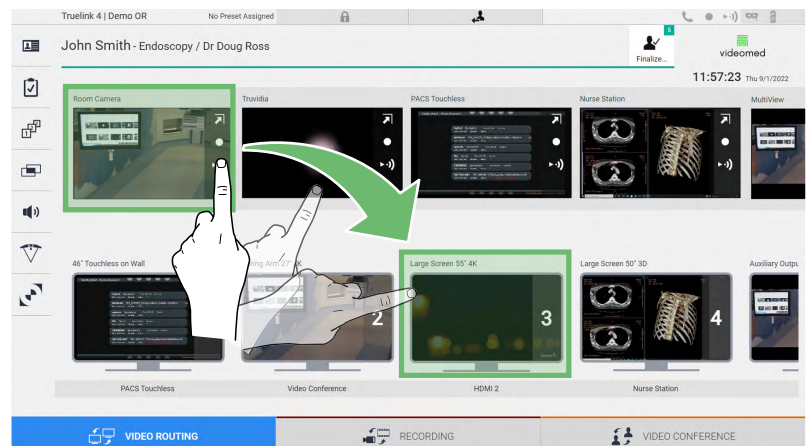 Truelink 4 | Demo OR
No Preset Assigned
John Smith - Endoscopy / Dr Doug Ross
5
Finalize...
videomed
11:57:23 Thu 9/1/2022
Room Camera
Truvidia
PACS Touchless
Nurse Station
MultiView
46" Touchless on Wall
Arm 27"
Large Screen 55" 4K
Large Screen 50" 3D
Auxiliary Outpu
2
3
4
PACS Touchless
Video Conference
HDMI 2
Nurse Station
VIDEO ROUTING
RECORDING
VIDEO CONFERENCE